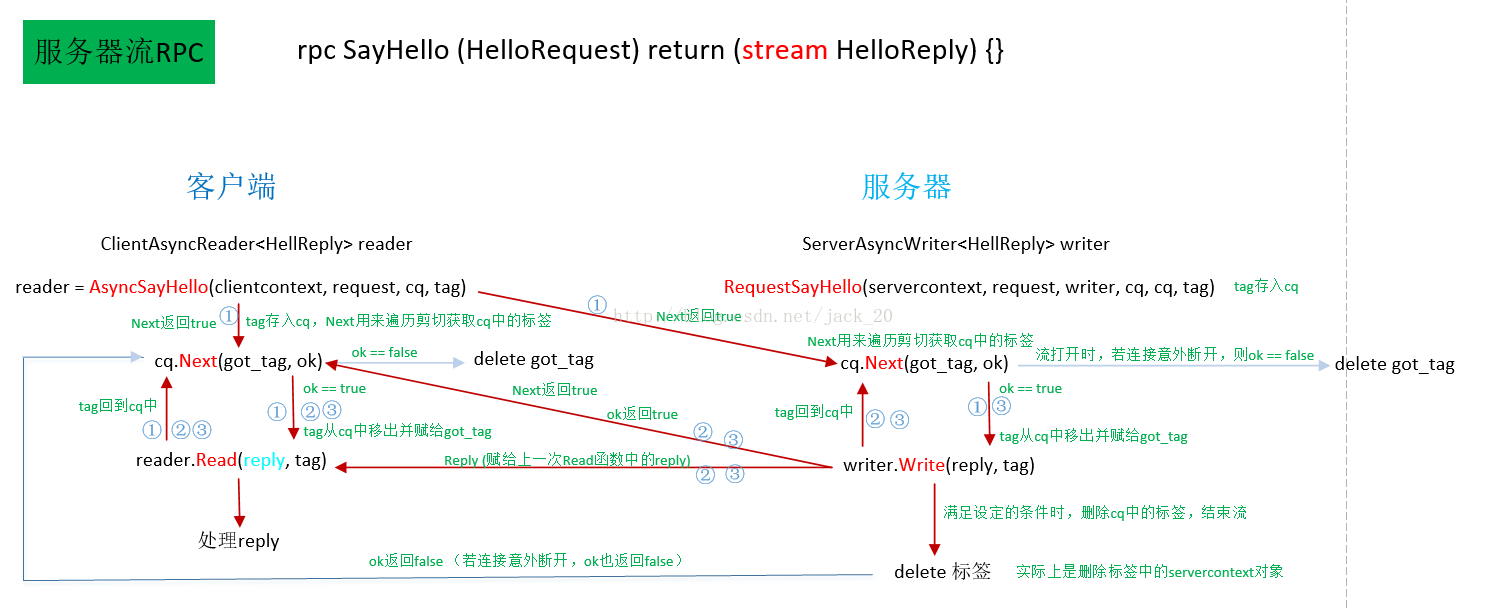 服务器流RPC
rpc SayHello (HelloRequest) return (stream HelloReply) {}
客户端
服务器
ClientAsyncReader<HellReply> reader
ServerAsyncWriter<HellReply> writer
reader = AsyncSayHello(clientcontext, request, cq, tag)
RequestSayHello(servercontext, request, writer, cq, cq, tag)
tag存入cq
①
Next返回true
①
Next返回true
tag存入cq，Next用来遍历剪切获取cq中的标签
Next用来遍历剪切获取cq中的标签
cq.Next(got_tag, ok)
ok == false
delete got_tag
cq.Next(got_tag, ok)
流打开时，若连接意外断开，则ok == false
delete got_tag
ok == true
Next返回true
ok == true
tag回到cq中
① ② ③
① ② ③
ok返回true
tag回到cq中
② ③
① ③
tag从cq中移出并赋给got_tag
② ③
tag从cq中移出并赋给got_tag
reader.Read(reply, tag)
Reply (赋给上一次Read函数中的reply)
② ③
writer.Write(reply, tag)
满足设定的条件时，删除cq中的标签，结束流
处理reply
ok返回false （若连接意外断开，ok也返回false）
delete 标签
实际上是删除标签中的servercontext对象